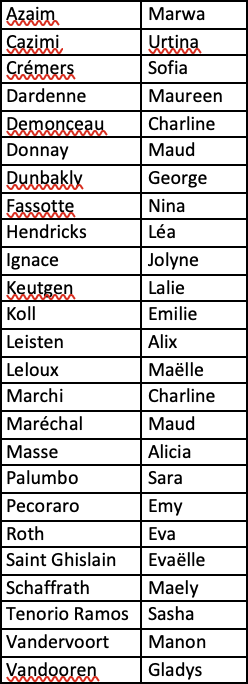 Azaim Marwa
Cazimi Urtina
Crémers Sofia
Dardenne Maureen
Demonceau Charline
Donnay Maud
Dunbakly George
Fassotte Nina
Hendricks Léa
Ignace Jolyne
Keutgen Lalie
Koll Emilie
Leisten Alix
Leloux Maëlle
Marchi Charline
Maréchal Maud
Masse Alicia
Palumbo Sara
Pecoraro Emy
Roth Eva
Saint Ghislain Evaëlle
Schaffrath Maely
Tenorio Ramos Sasha
Vandervoort Manon
Vandooren Gladys